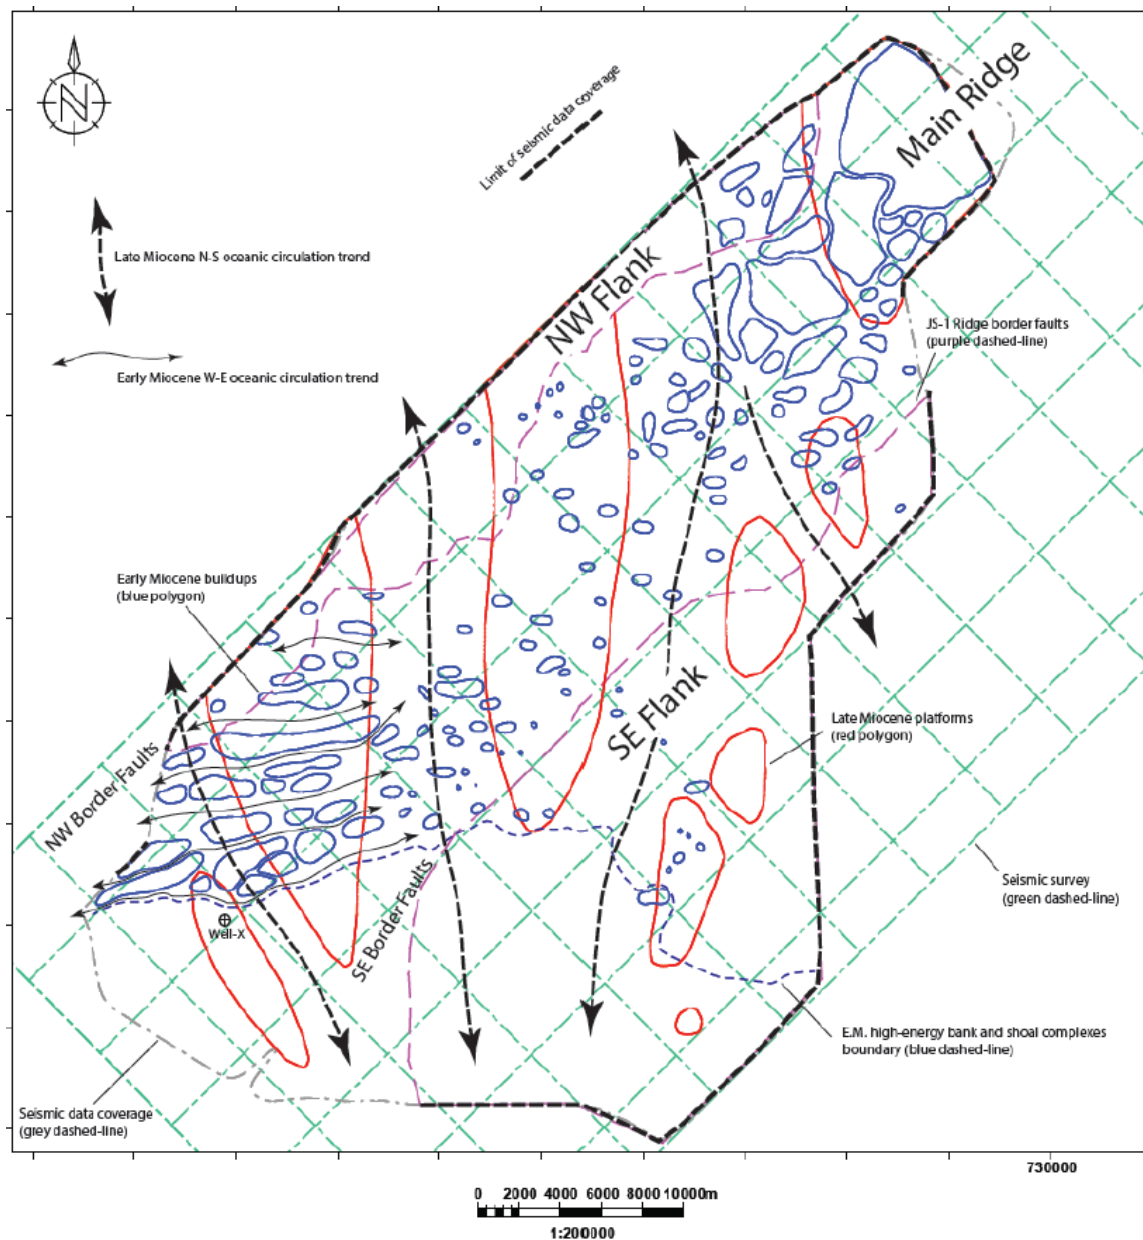 N
Main Ridge
Limit of seismic data coverage
Late Miocene N-S oceanic circulation trend
NW Flank
JS-1 Ridge border faults
(purple dashed-line)
Early Miocene W-E oceanic circulation trend
Early Miocene buildups
(blue polygon)
SE Flank
Late Miocene platforms
(red polygon)
NW Border Faults
Seismic survey
(green dashed-line)
SE Border Faults
Well-X
E.M. high-energy bank and shoal complexes
boundary (blue dashed-line)
Seismic data coverage
(grey dashed-line)
730000
0 2000 4000 6000 8000 10000m
1:200000